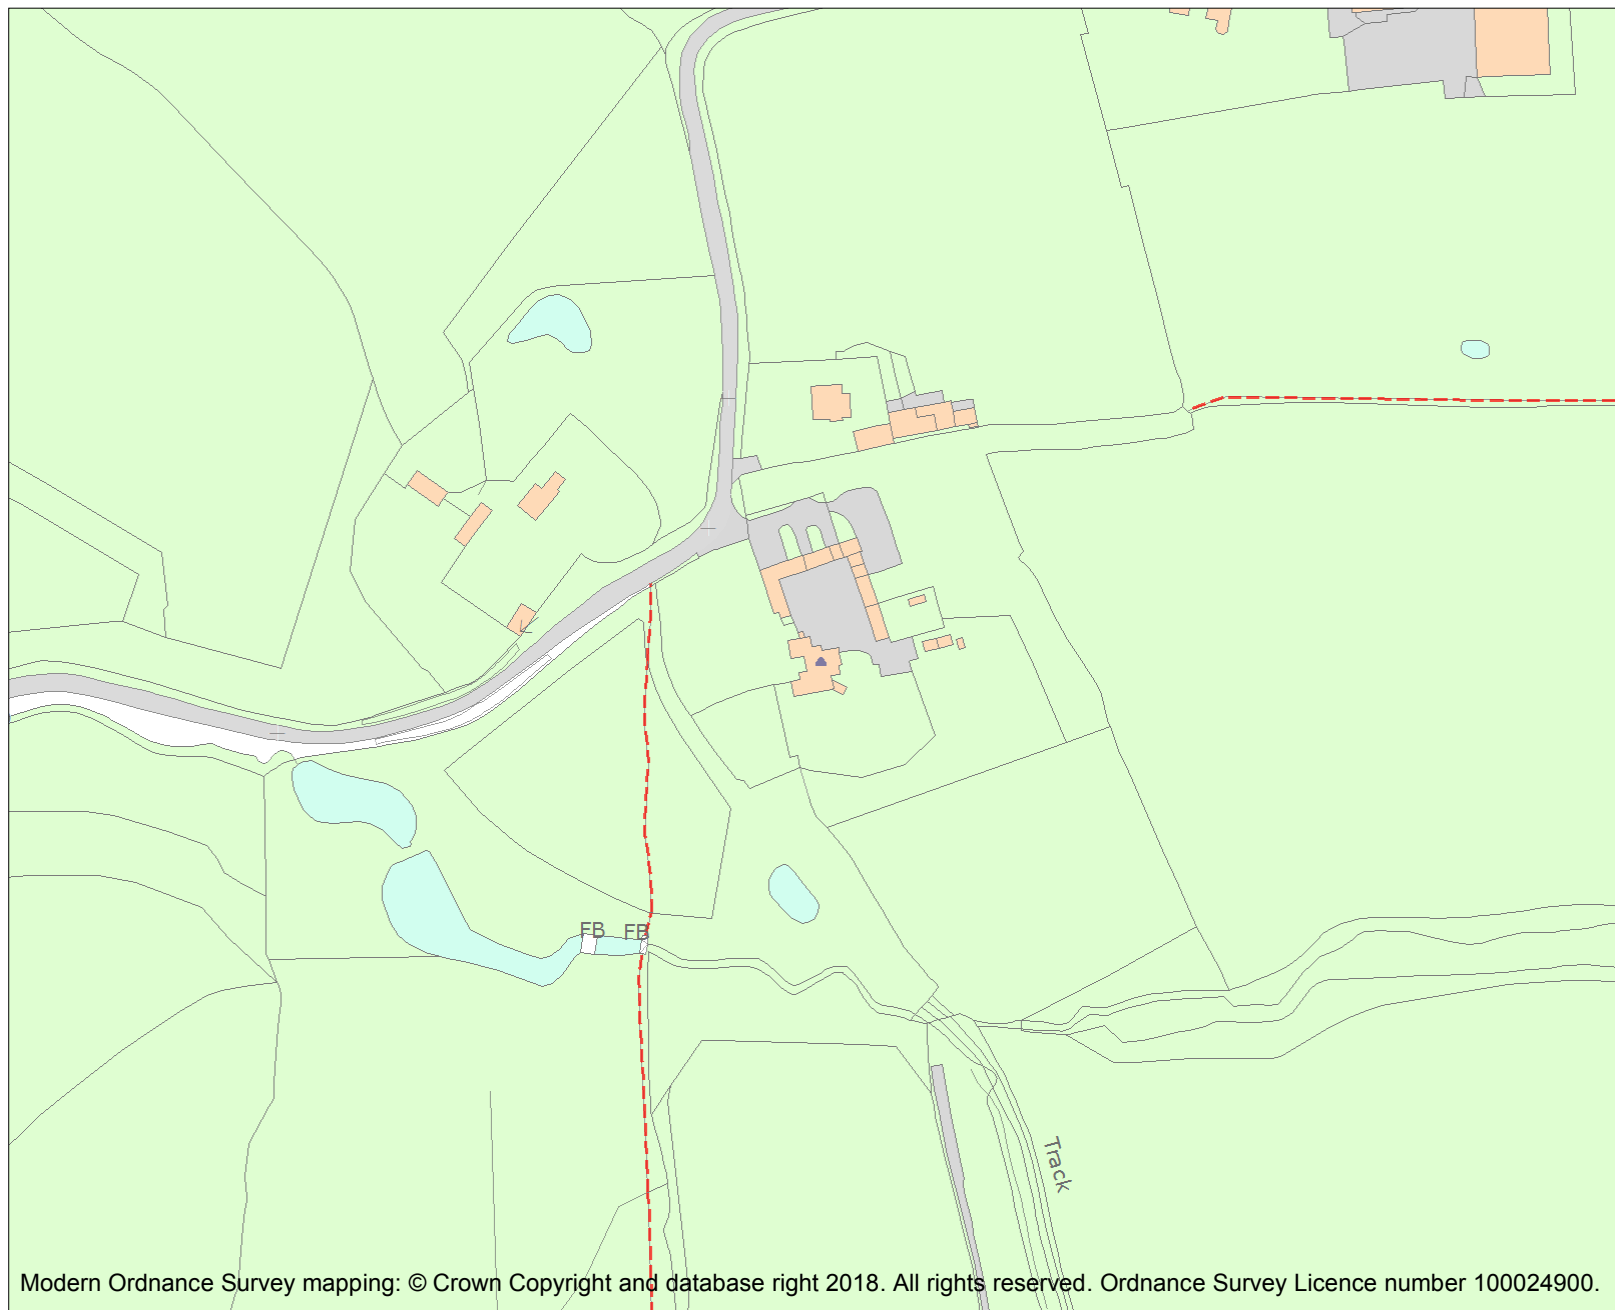 FB FB
Track
Modern Ordnance Survey mapping: © Crown Copyright and database right 2018. All rights reserved. Ordnance Survey Licence number 100024900.